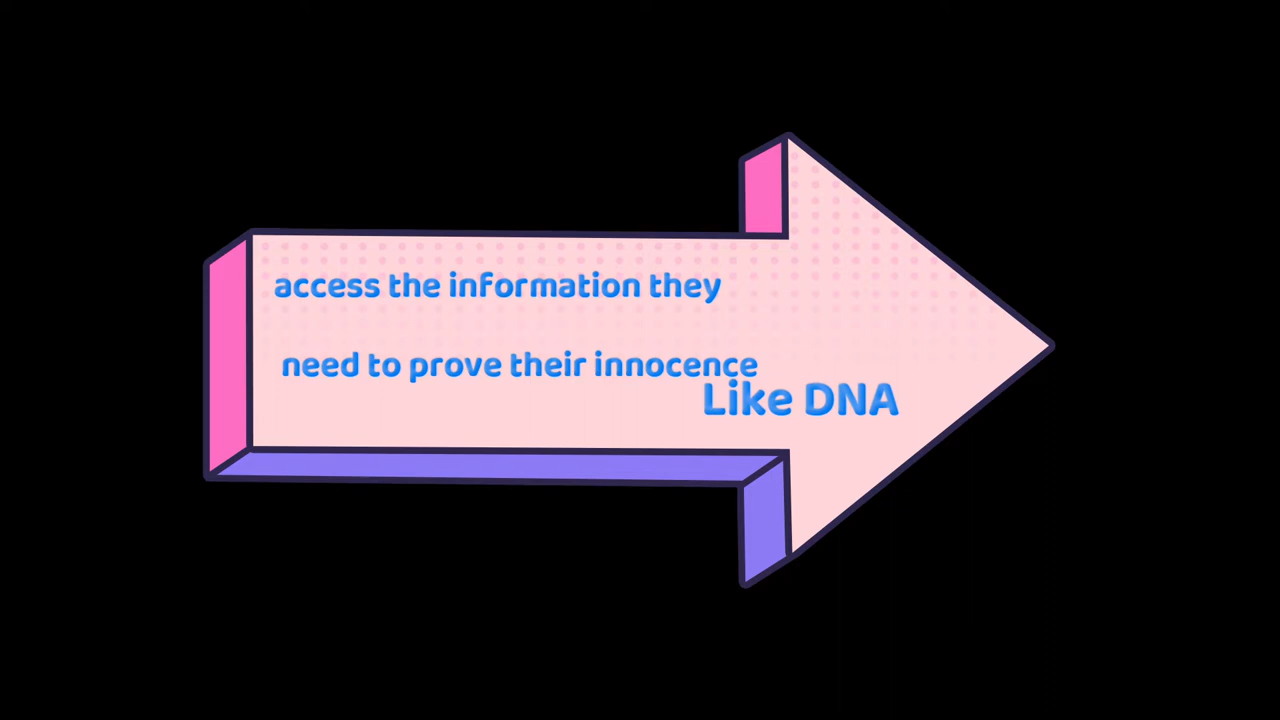 access the information they
need to prove their innocence
Like DNA